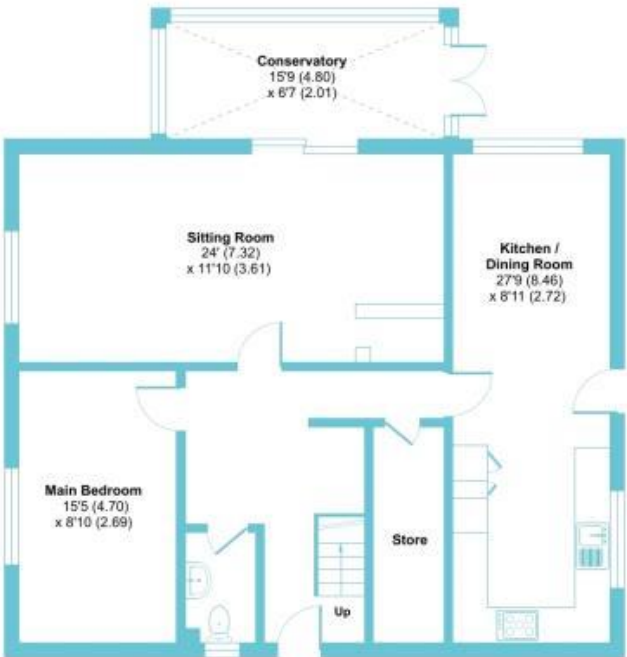 Conservatory
15'9 (4.80)
x 6'7 (2.01)
Sitting Room
24' (7.32)
x 11'10 (3.61)
Kitchen /
Dining Room
27'9 (8.46)
x 8'11 (2.72)
Main Bedroom
15'5 (4.70)
x 8'10 (2.69)
Store
Up